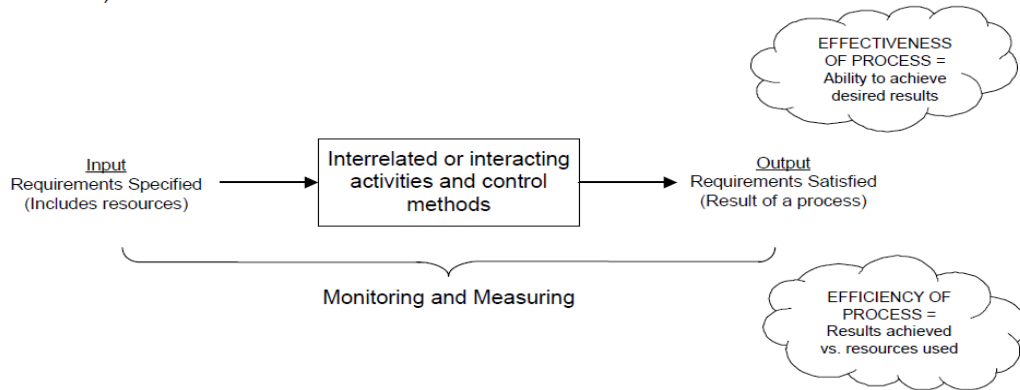 EFFECTIVENESS
OF PROCESS =
Ability to achieve
desired results
Input
Requirements Specified
(Includes resources)
Interrelated or interacting
activities and control
methods
Output
Requirements Satisfied
(Result of a process)
Monitoring and Measuring
EFFICIENCY OF
PROCESS =
Results achieved
vs. resources used